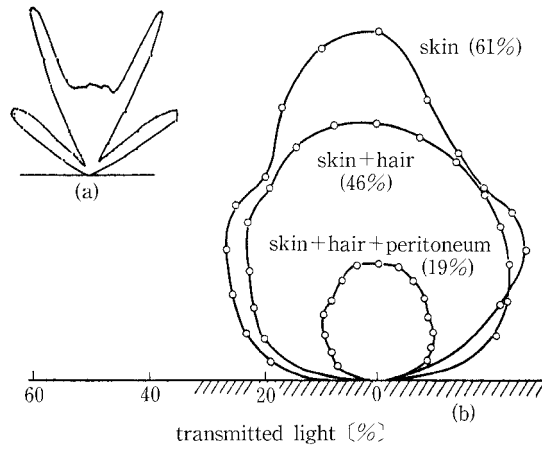 skin (61%)
skin+hair
(46%)
skin+hair+peritoneum
(19%)
(a)
60 40 20 0
(b)
transmitted light [%]